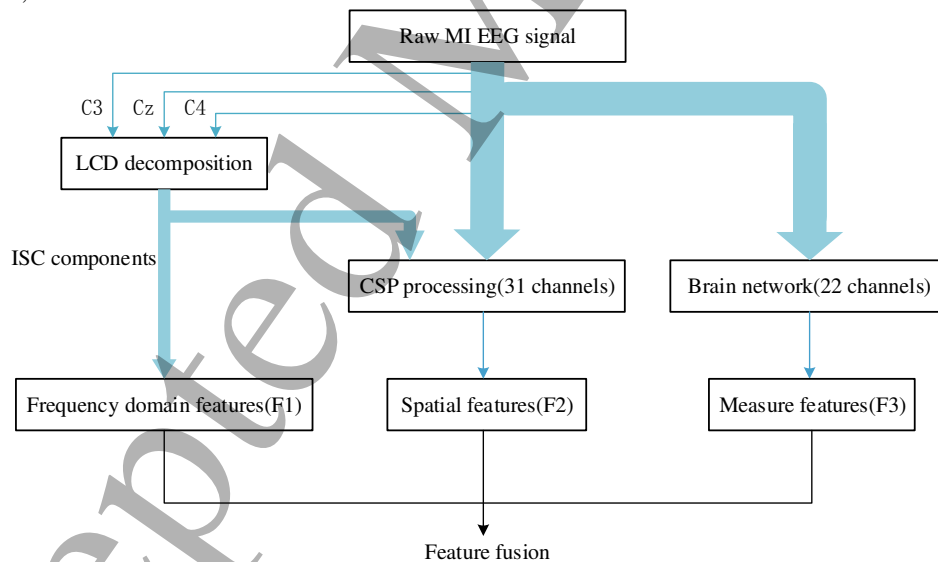 Raw MI EEG signal
C3 Cz C4
LCD decomposition
ISC components
CSP processing(31 channels)
Brain network(22 channels)
Frequency domain features(F1)
Spatial features(F2)
Measure features(F3)
Feature fusion